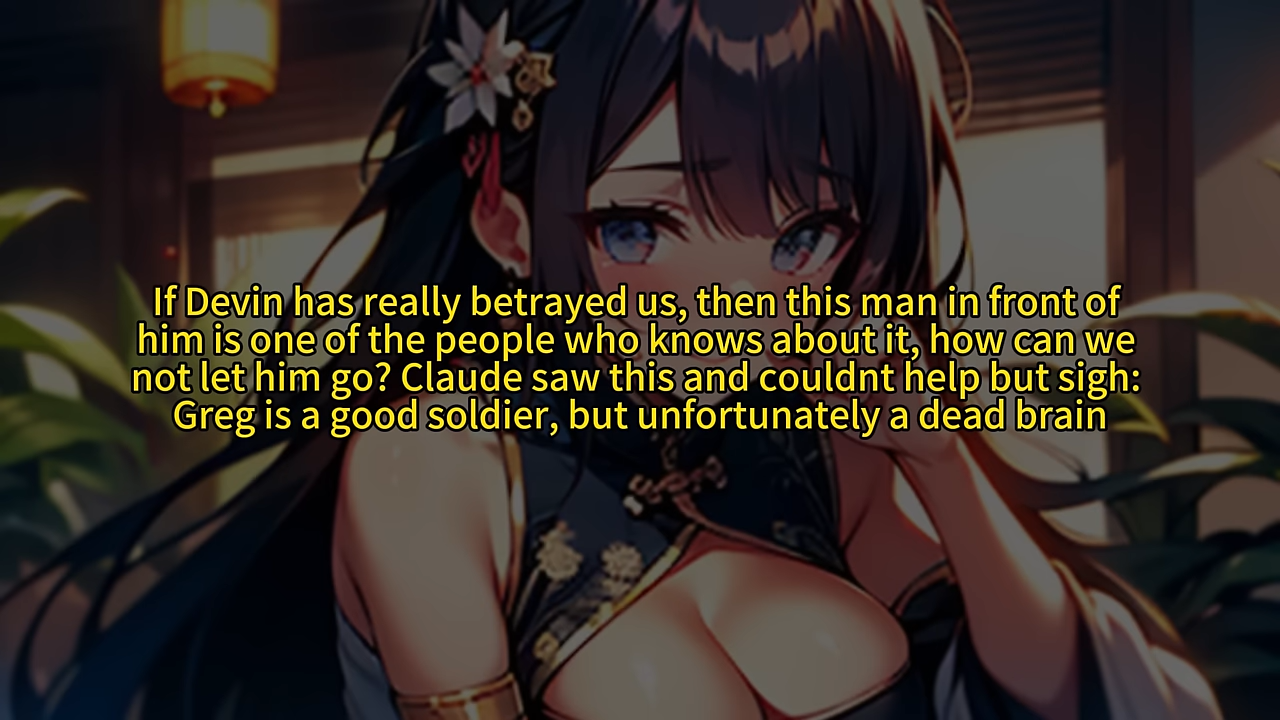 If Devin has really betrayed us, then this man in front of
him is one of the people who knows about it, how can we
not let him go? Claude saw this and couldnt help but sigh:
Greg is a good soldier, but unfortunately a dead brain